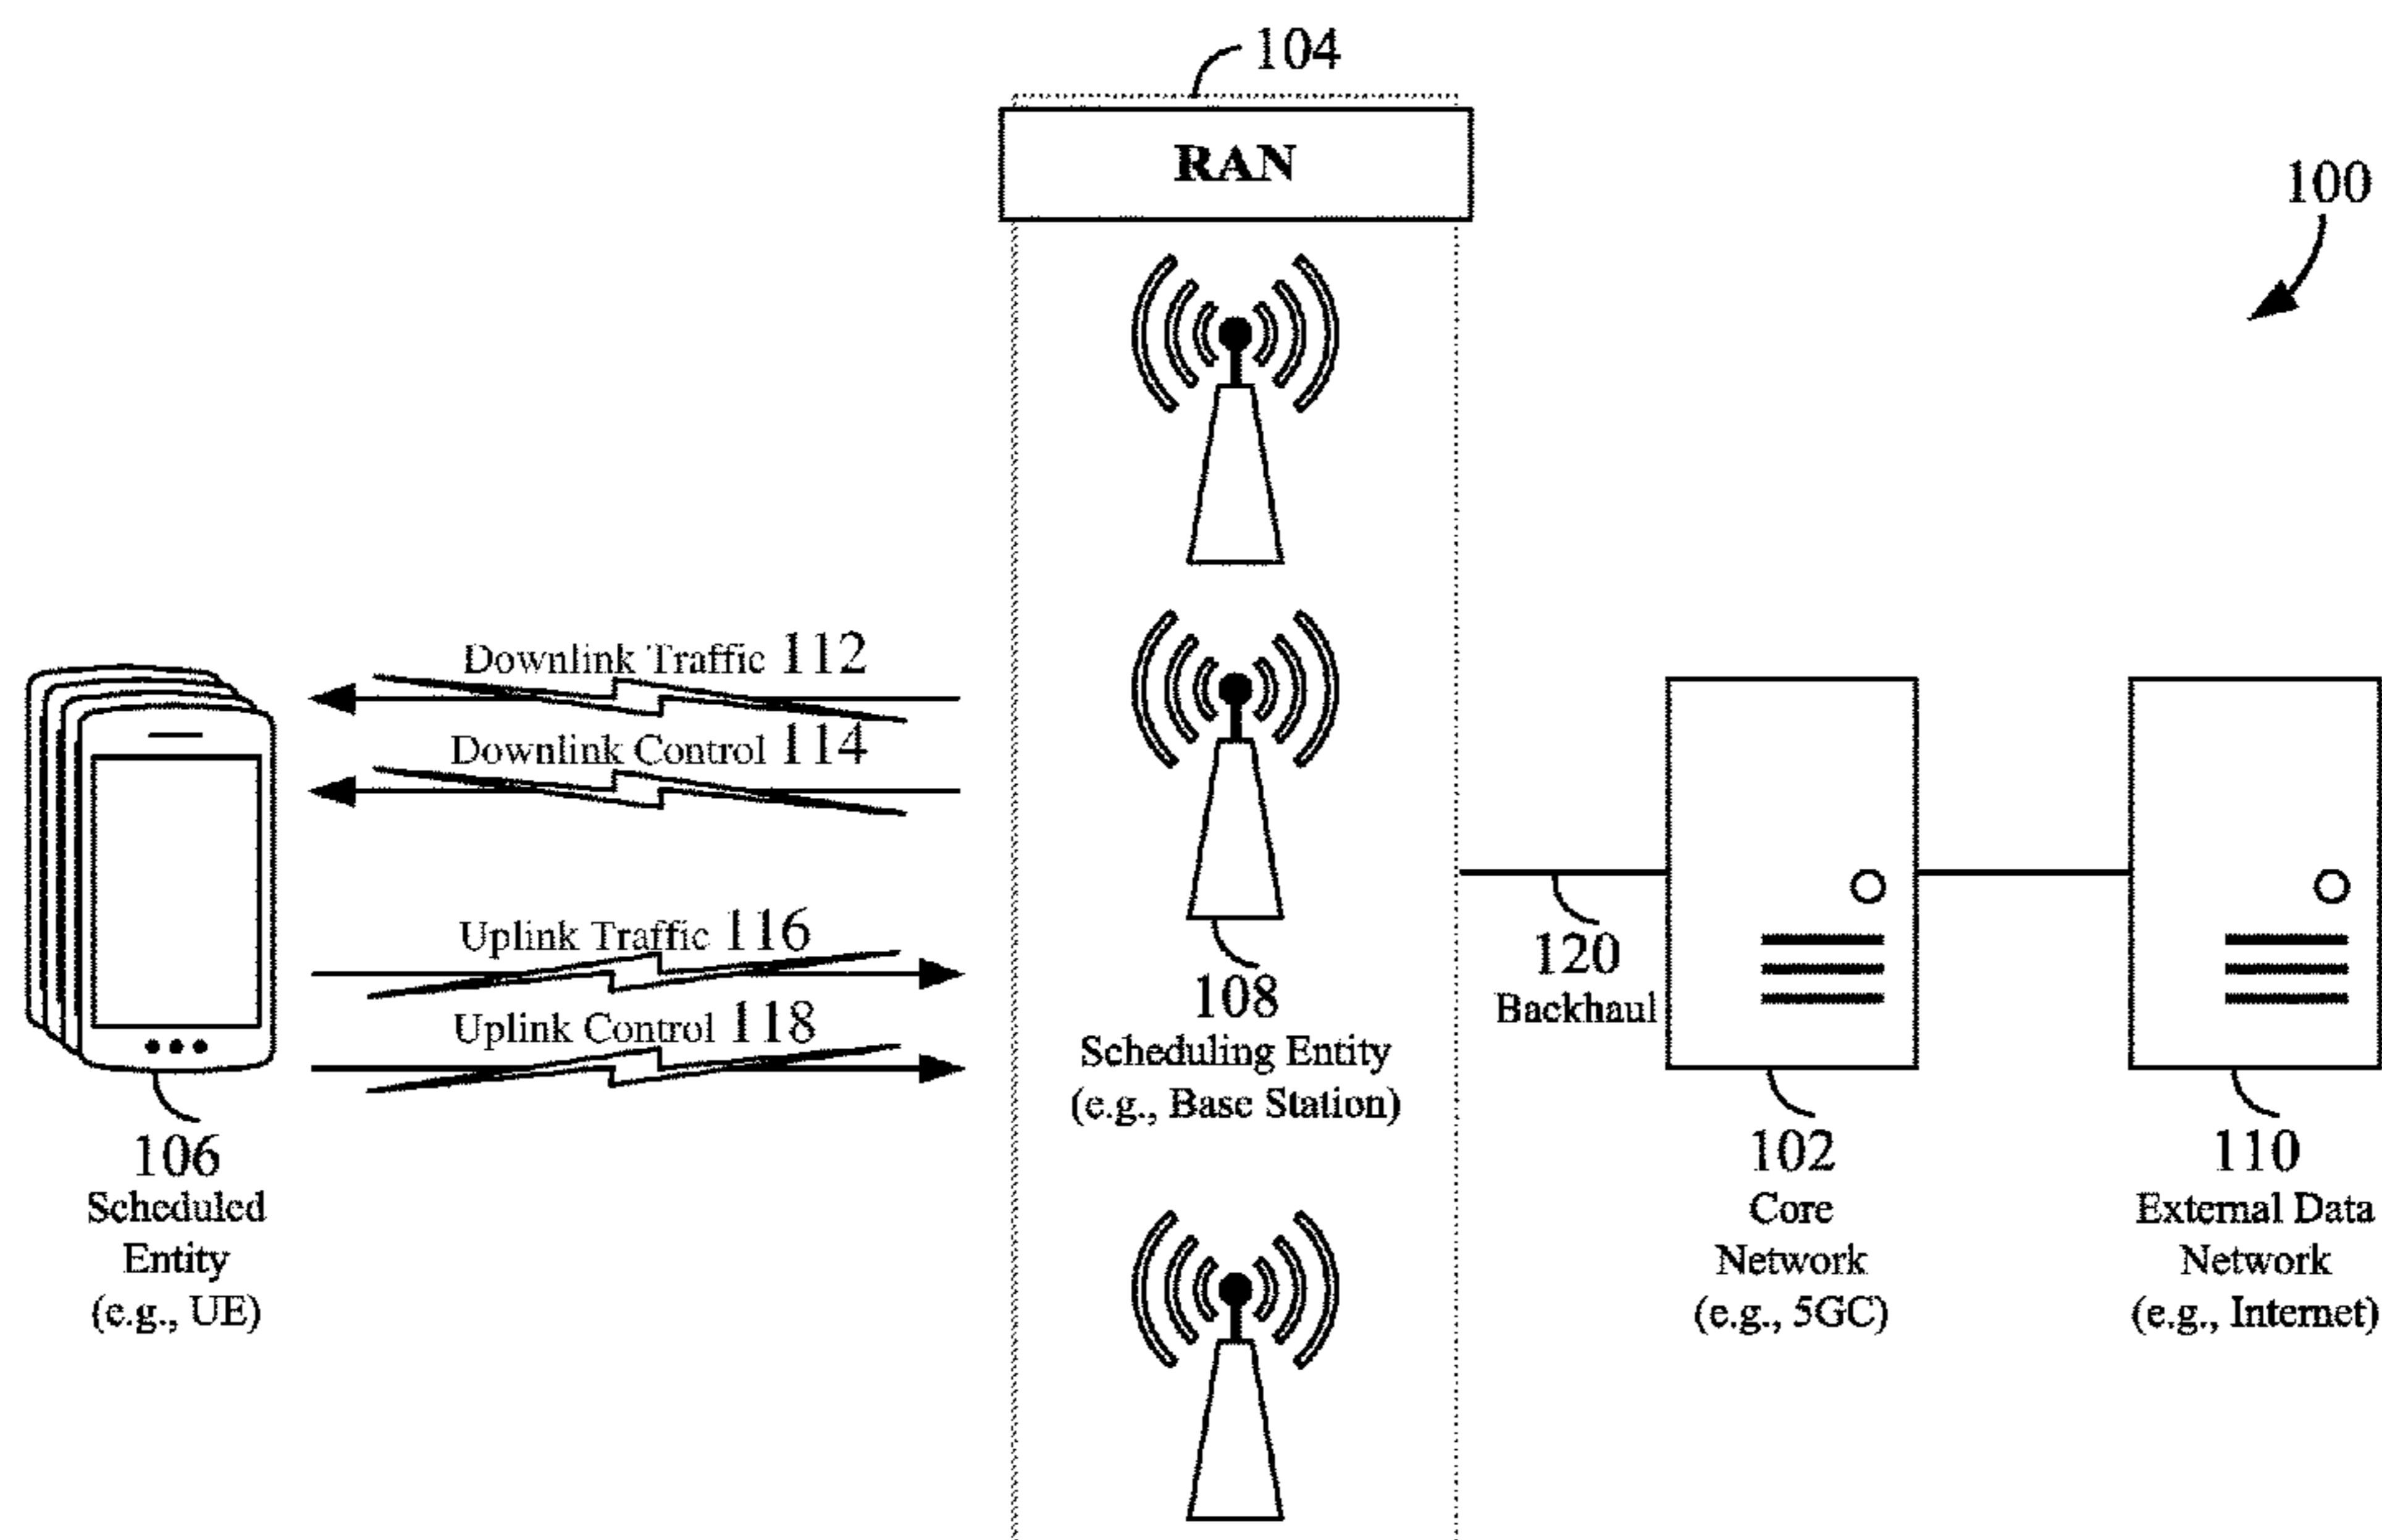 104
RAN
100
Downlink Traffic 112
Downlink Control 114
Uplink Traffic 116
Uplink Control 118
108
Scheduling Entity
(e.g., Base Station)
120
Backhaul
106
Scheduled
Entity
(e.g., UE)
102
Core
Network
(e.g., 5GC)
110
External Data
Network
(e.g., Internet)